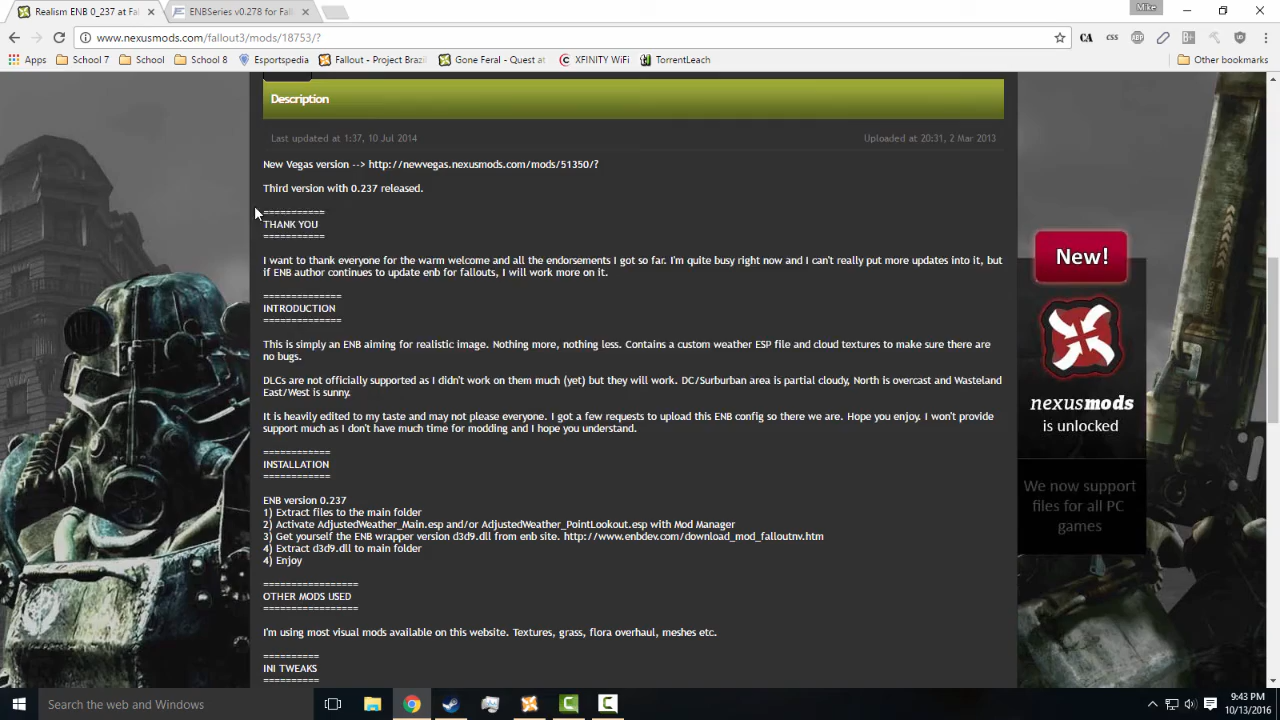 Realism ENB 0_237 at Fal
ENBSeries v0.278 for Fall
Mike
www.nexusmods.com/fallout3/mods/18753/?
Apps
School 7
School
School 8
Esportspedia
Fallout - Project Brazil
Gone Feral - Quest at
XFINITY WiFi
TorrentLeach
Other bookmarks
Description
Last updated at 1:37, 10 Jul 2014
Uploaded at 20:31, 2 Mar 2013
New Vegas version --> http://newvegas.nexusmods.com/mods/51350/?
Third version with 0.237 released.
===========
THANK YOU
===========
I want to thank everyone for the warm welcome and all the endorsements I got so far. I'm quite busy right now and I can't really put more updates into it, but
if ENB author continues to update enb for fallouts, I will work more on it.
==============
INTRODUCTION
==============
This is simply an ENB aiming for realistic image. Nothing more, nothing less. Contains a custom weather ESP file and cloud textures to make sure there are
no bugs.
DLCs are not officially supported as I didn't work on them much (yet) but they will work. DC/Surburban area is partial cloudy, North is overcast and Wasteland
East/West is sunny.
It is heavily edited to my taste and may not please everyone. I got a few requests to upload this ENB config so there we are. Hope you enjoy. I won't provide
support much as I don't have much time for modding and I hope you understand.
============
INSTALLATION
============
ENB version 0.237
1) Extract files to the main folder
2) Activate AdjustedWeather_Main.esp and/or AdjustedWeather_PointLookout.esp with Mod Manager
3) Get yourself the ENB wrapper version d3d9.dll from enb site. http://www.enbdev.com/download_mod_falloutnv.htm
4) Extract d3d9.dll to main folder
4) Enjoy
=================
OTHER MODS USED
=================
I'm using most visual mods available on this website. Textures, grass, flora overhaul, meshes etc.
==========
INI TWEAKS
==========
New!
nexusmods
is unlocked
We now support
files for all PC
games
Search the web and Windows
9:43 PM
10/13/2016